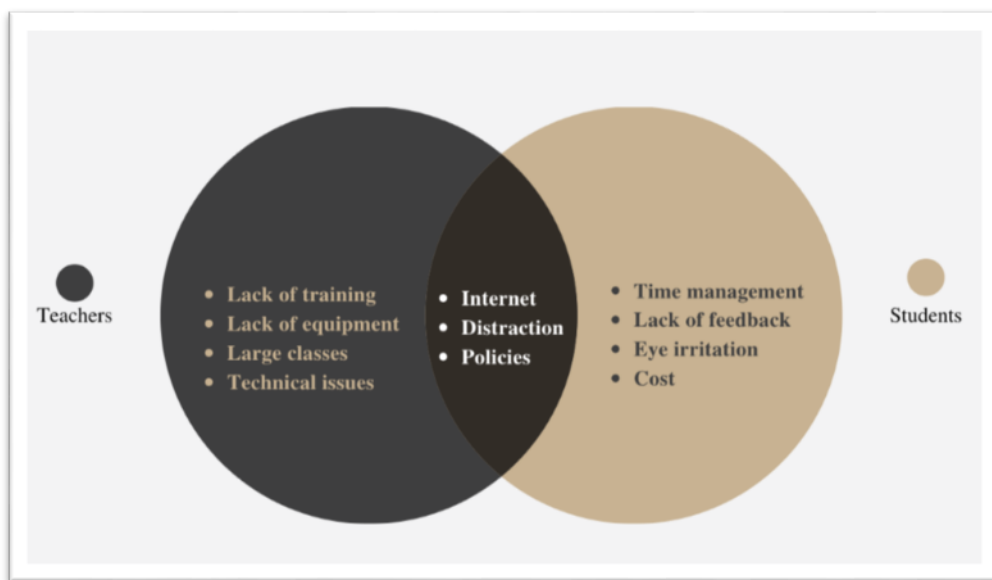 Teachers
• Lack of training
• Lack of equipment
• Large classes
• Technical issues
• Internet
• Distraction
• Policies
• Time management
• Lack of feedback
• Eye irritation
• Cost
Students